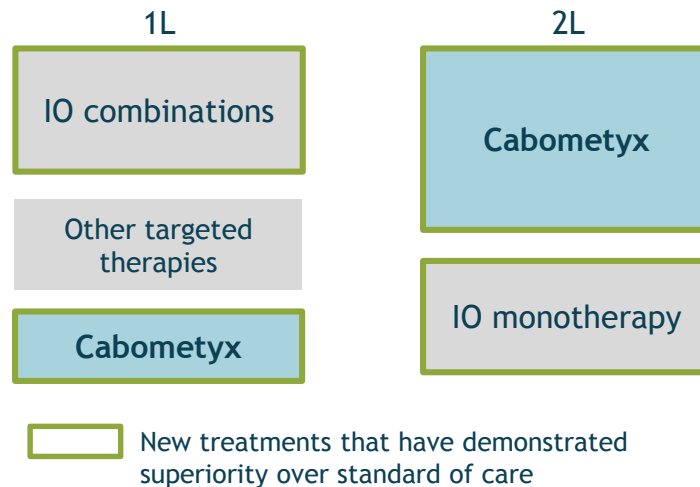 1L
IO combinations
Other targeted
therapies
Cabometyx
2L
Cabometyx
IO monotherapy
New treatments that have demonstrated
superiority over standard of care